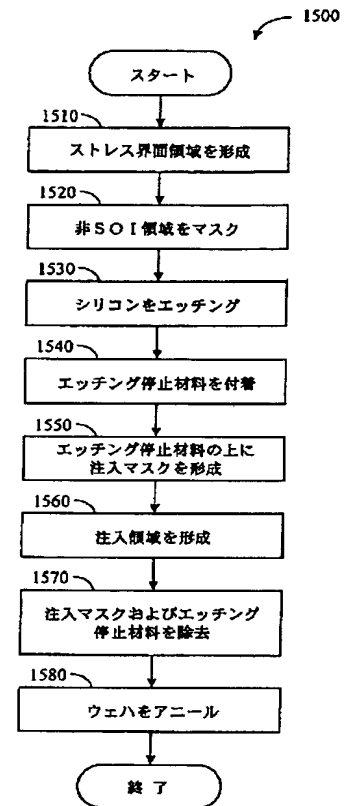 1500
スタート
1510
ストレス界面領域を形成
1520
非SOI領域をマスク
1530
シリコンをエッチング
1540
エッチング停止材料を付着
1550
エッチング停止材料の上に
注入マスクを形成
1560
注入領域を形成
1570
注入マスクおよびエッチング
停止材料を除去
1580
ウェハをアニール
終了